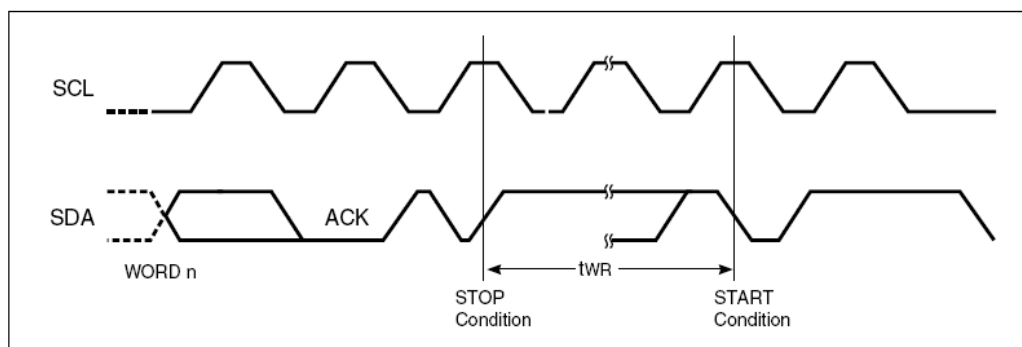 SCL
SDA
ACK
WORD n
tWR
STOP
Condition
START
Condition